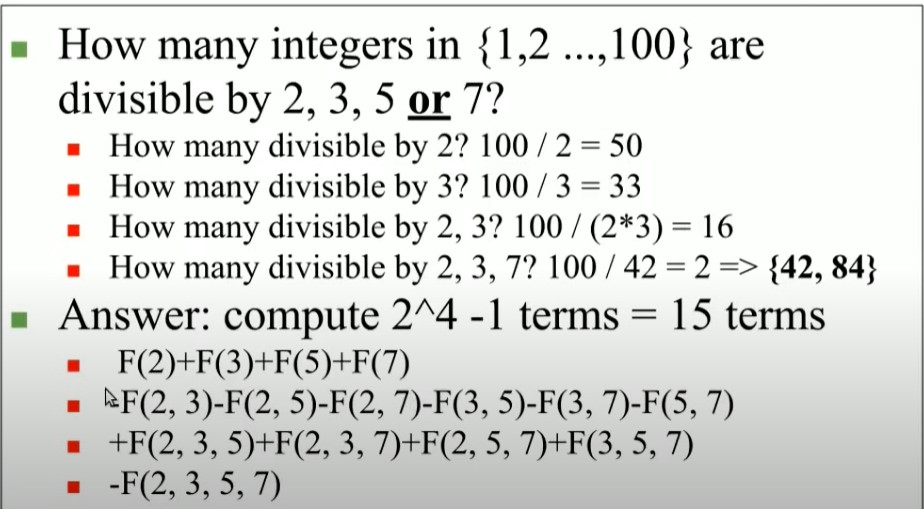 How many integers in {1,2 ...,100} are
divisible by 2, 3, 5 or 7?
How many divisible by 2? 100 / 2 = 50
How many divisible by 3? 100 / 3 = 33
How many divisible by 2, 3? 100 / (2*3) = 16
How many divisible by 2, 3, 7? 100 / 42 = 2 => {42, 84}
Answer: compute 2^4 -1 terms = 15 terms
F(2)+F(3)+F(5)+F(7)
-F(2, 3)-F(2, 5)-F(2, 7)-F(3, 5)-F(3, 7)-F(5, 7)
+F(2, 3, 5)+F(2, 3, 7)+F(2, 5, 7)+F(3, 5, 7)
-F(2, 3, 5, 7)